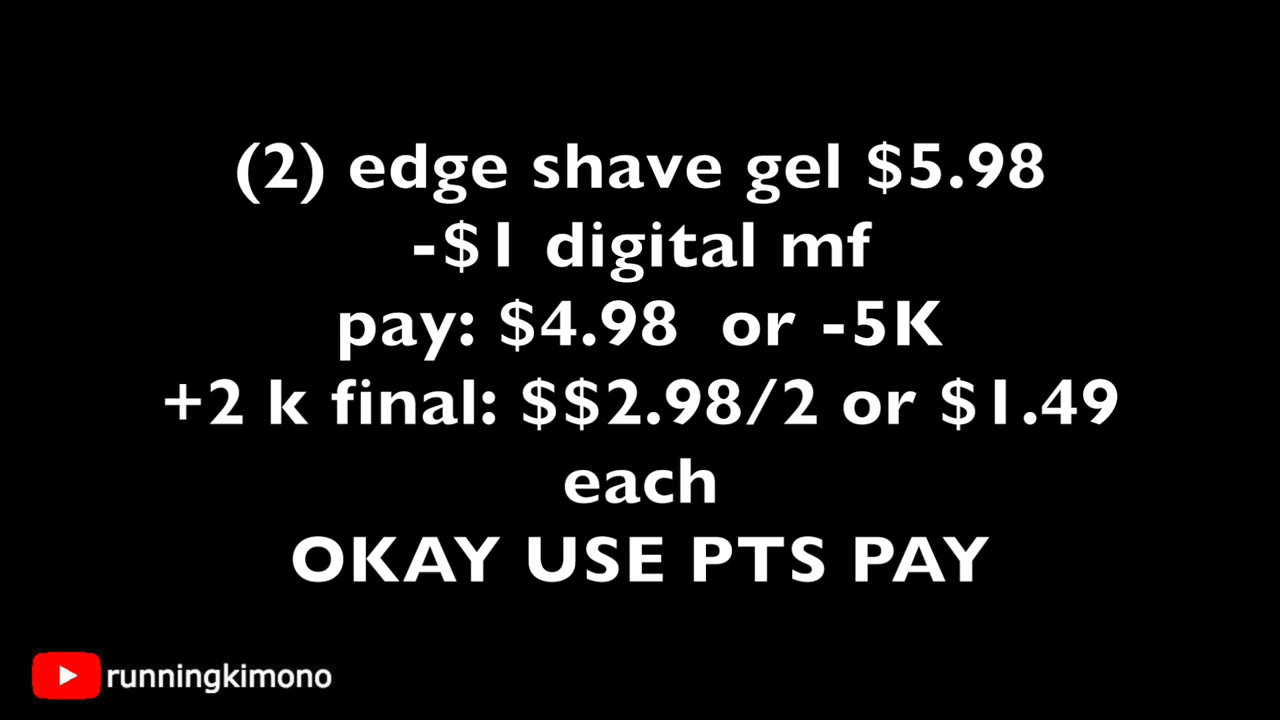 (2) edge shave gel $5.98
-$1 digital mf
pay: $4.98 or -5K
+2 k final: $$2.98/2 or $1.49
each
OKAY USE PTS PAY
runningkimono